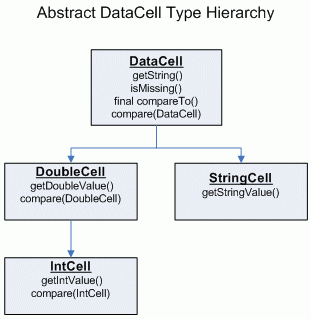 Abstract DataCell Type Hierarchy
DataCell
getString()
isMissing()
final compareTo()
compare(DataCell)
DoubleCell
getDoubleValue()
compare(DoubleCell)
StringCell
getStringValue()
IntCell
getIntValue()
compare(IntCell)